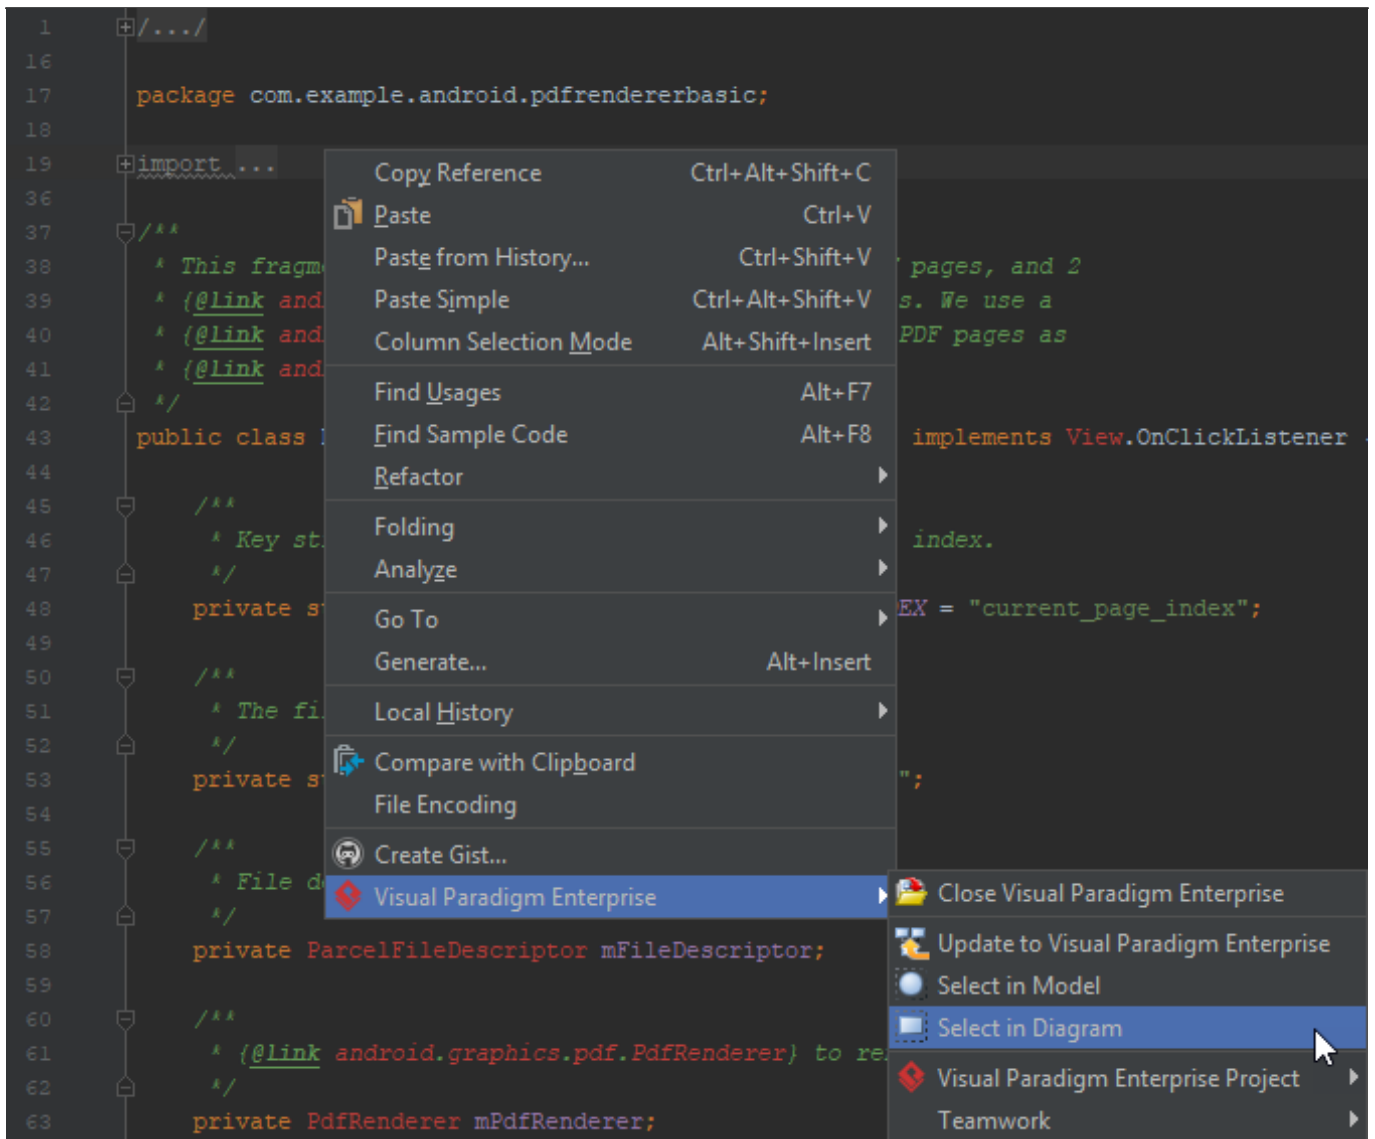 1 /.../
16
17 package com.example.android.pdfrendererbasic;
18
19 import ...
36
37 /**
38 * This fragm pages, and 2
39 * {@link and s. We use a
40 * {@link and PDF pages as
41 * {@link and
42 */
43 public class implements View.OnClickListener
44
45 /**
46 * Key st index.
47 */
48 private s EX = "current_page_index";
49
50 /**
51 * The fi
52 */
53 private s ";
54
55 /**
56 * File d
57 */
58 private ParcelFileDescriptor mFileDescriptor;
59
60 /**
61 * {@link android.graphics.pdf.PdfRenderer} to re
62 */
63 private PdfRenderer mPdfRenderer;
Copy Reference Ctrl+Alt+Shift+C
Paste Ctrl+V
Paste from History... Ctrl+Shift+V
Paste Simple Ctrl+Alt+Shift+V
Column Selection Mode Alt+Shift+Insert
Find Usages Alt+F7
Find Sample Code Alt+F8
Refactor
Folding
Analyze
Go To
Generate... Alt+Insert
Local History
Compare with Clipboard
File Encoding
Create Gist...
Visual Paradigm Enterprise
Close Visual Paradigm Enterprise
Update to Visual Paradigm Enterprise
Select in Model
Select in Diagram
Visual Paradigm Enterprise Project
Teamwork